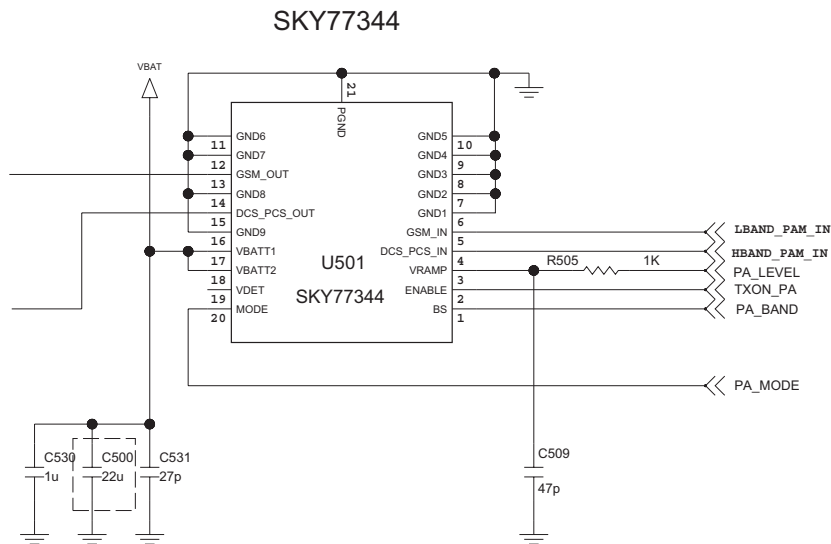 SKY77344
VBAT
21
PGND
GND6
11
GND7
12
GSM_OUT
13
GND8
14
DCS_PCS_OUT
15
GND9
16
VBATT1
17
VBATT2
18
VDET
19
MODE
20
GND5
10
GND4
9
GND3
8
GND2
7
GND1
6
GSM_IN
5
DCS_PCS_IN
4
VRAMP
3
ENABLE
2
BS
1
U501
SKY77344
R505 1K
LBAND_PAM_IN
HBAND_PAM_IN
PA_LEVEL
TXON_PA
PA_BAND
PA_MODE
C530
1u
C500
22u
C531
27p
C509
47p